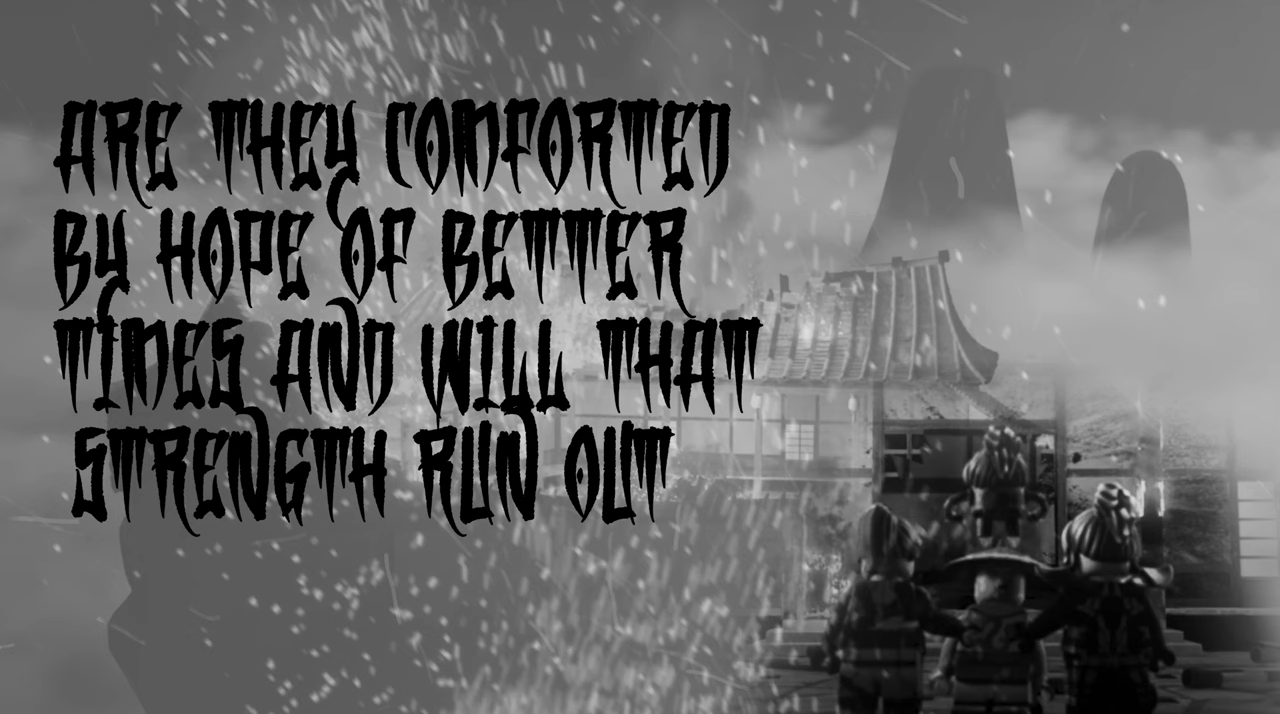 ARE THEY COMFORTED
BY HOPE OF BETTER
TIMES AND WILL THAT
STRENGTH RUN OUT